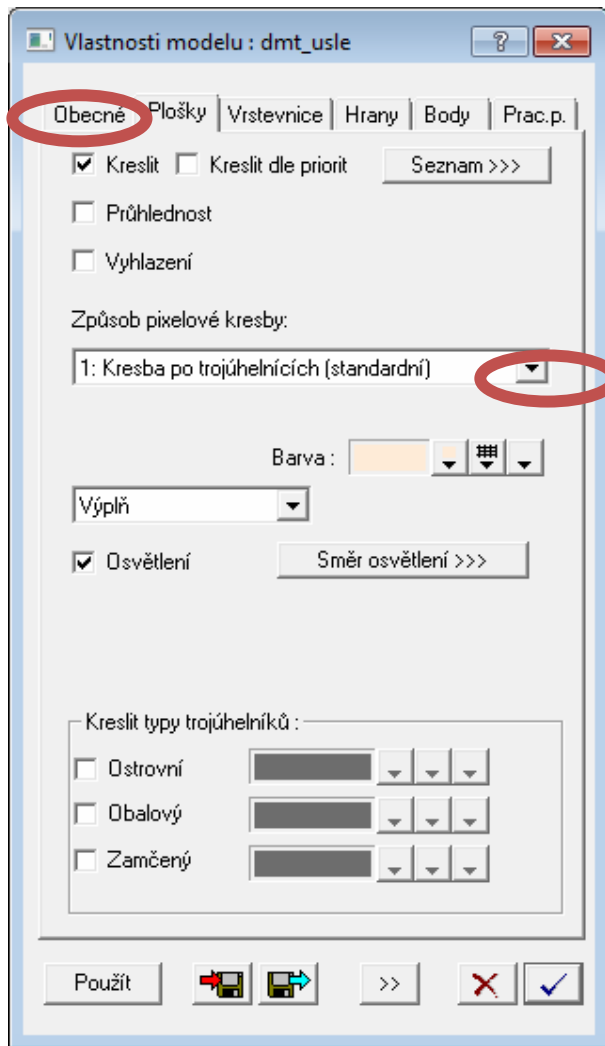 Vlastnosti modelu : dmt_usle
Obecné Plošky Vrstevnice Hrany Body Prac.p.
Kreslit Kreslit dle priorit Seznam >>>
Průhlednost
Vyhlazení
Způsob pixelové kresby:
1: Kresba po trojúhelnících (standardní)
Barva :
Výplň
Osvětlení Směr osvětlení >>>
Kreslit typy trojúhelníků :
Ostrovní
Obalový
Zamčený
Použít >>